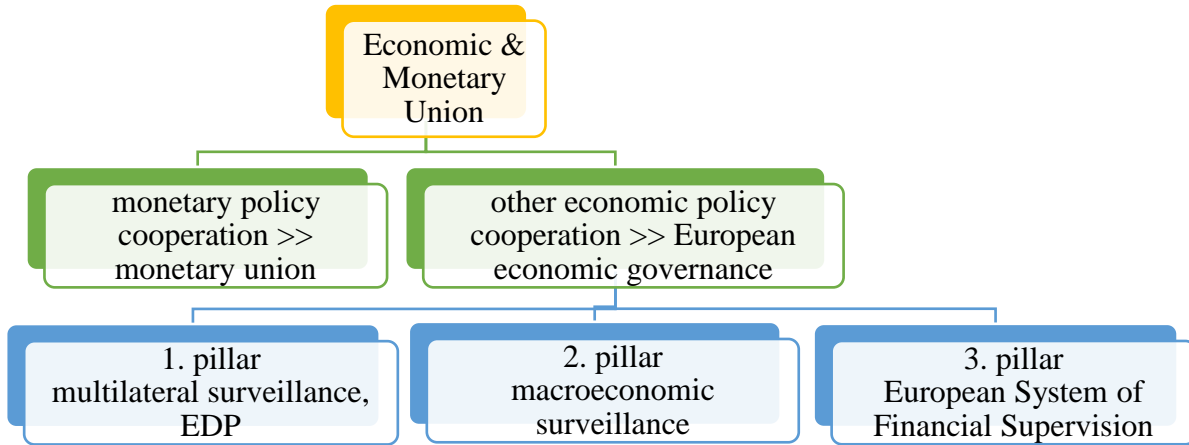 Economic &
Monetary
Union
monetary policy
cooperation >>
monetary union
other economic policy
cooperation >> European
economic governance
1. pillar
multilateral surveillance,
EDP
2. pillar
macroeconomic
surveillance
3. pillar
European System of
Financial Supervision